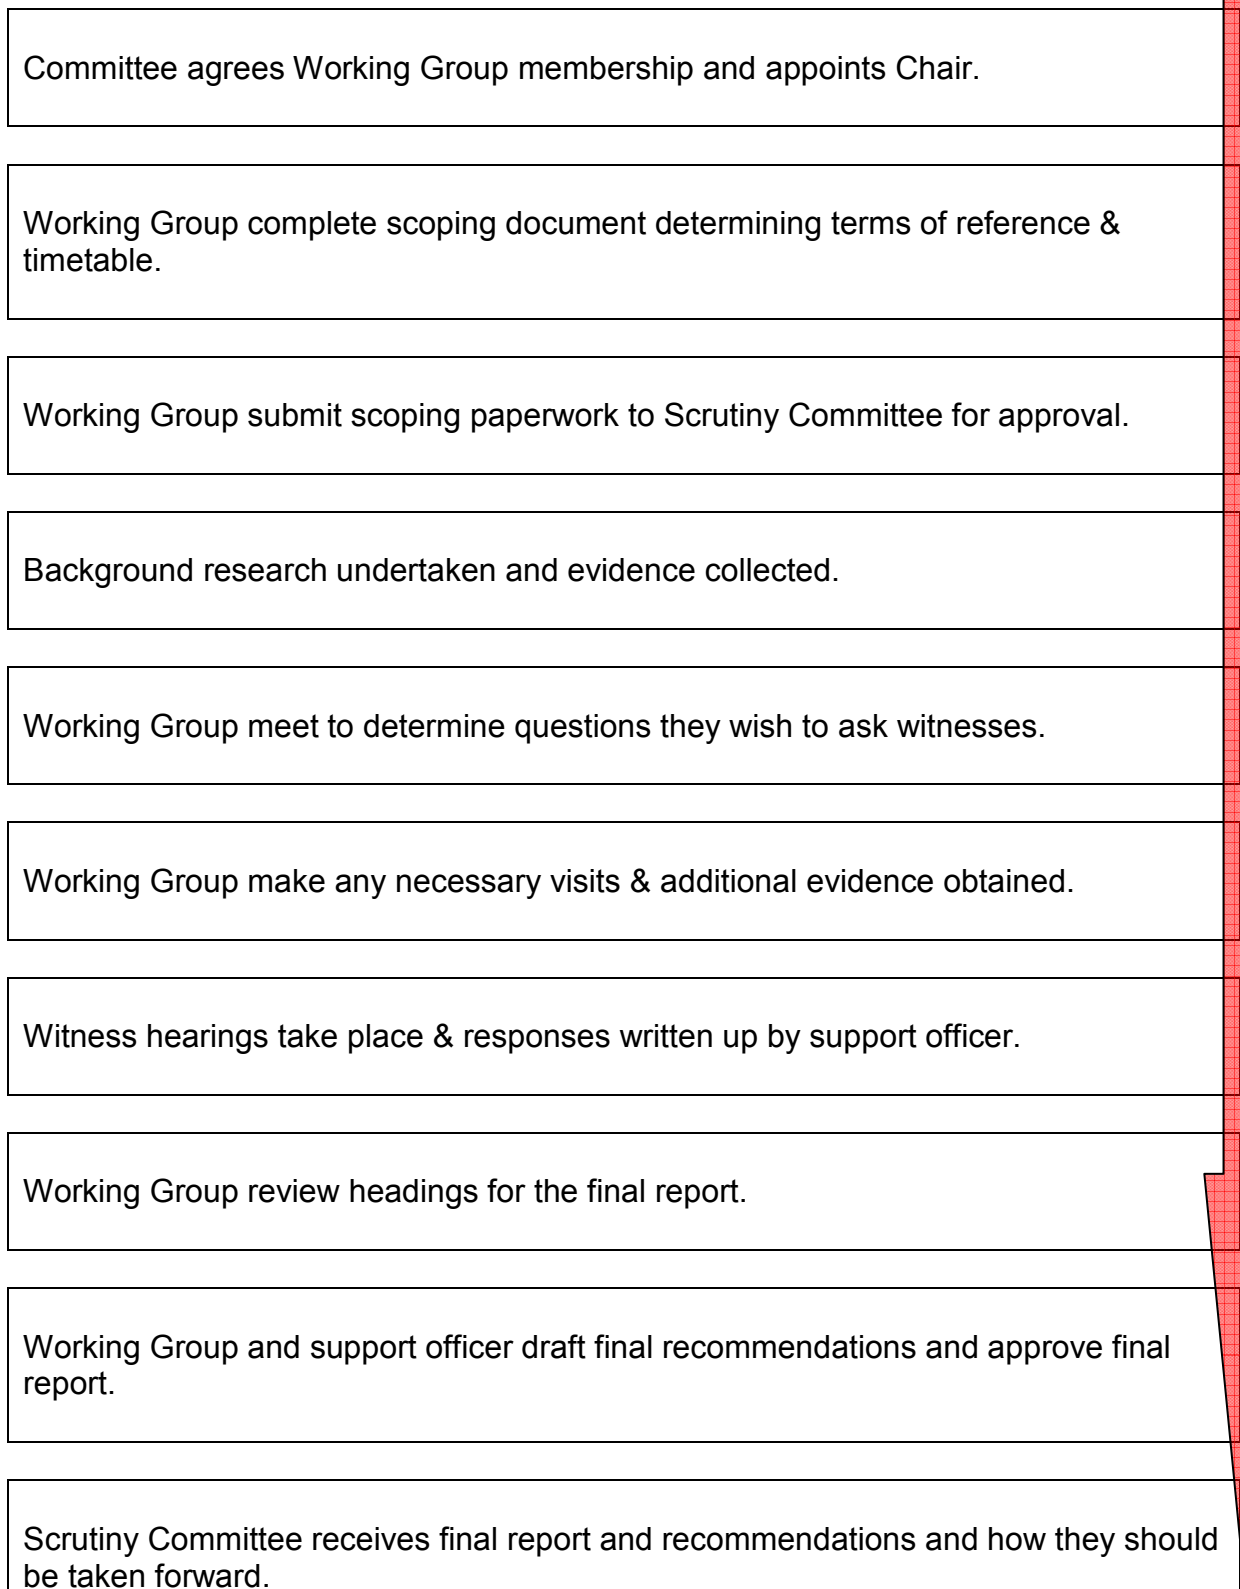 Committee agrees Working Group membership and appoints Chair.
Working Group complete scoping document determining terms of reference &
timetable.
Working Group submit scoping paperwork to Scrutiny Committee for approval.
Background research undertaken and evidence collected.
Working Group meet to determine questions they wish to ask witnesses.
Working Group make any necessary visits & additional evidence obtained.
Witness hearings take place & responses written up by support officer.
Working Group review headings for the final report.
Working Group and support officer draft final recommendations and approve final
report.
Scrutiny Committee receives final report and recommendations and how they should
be taken forward.